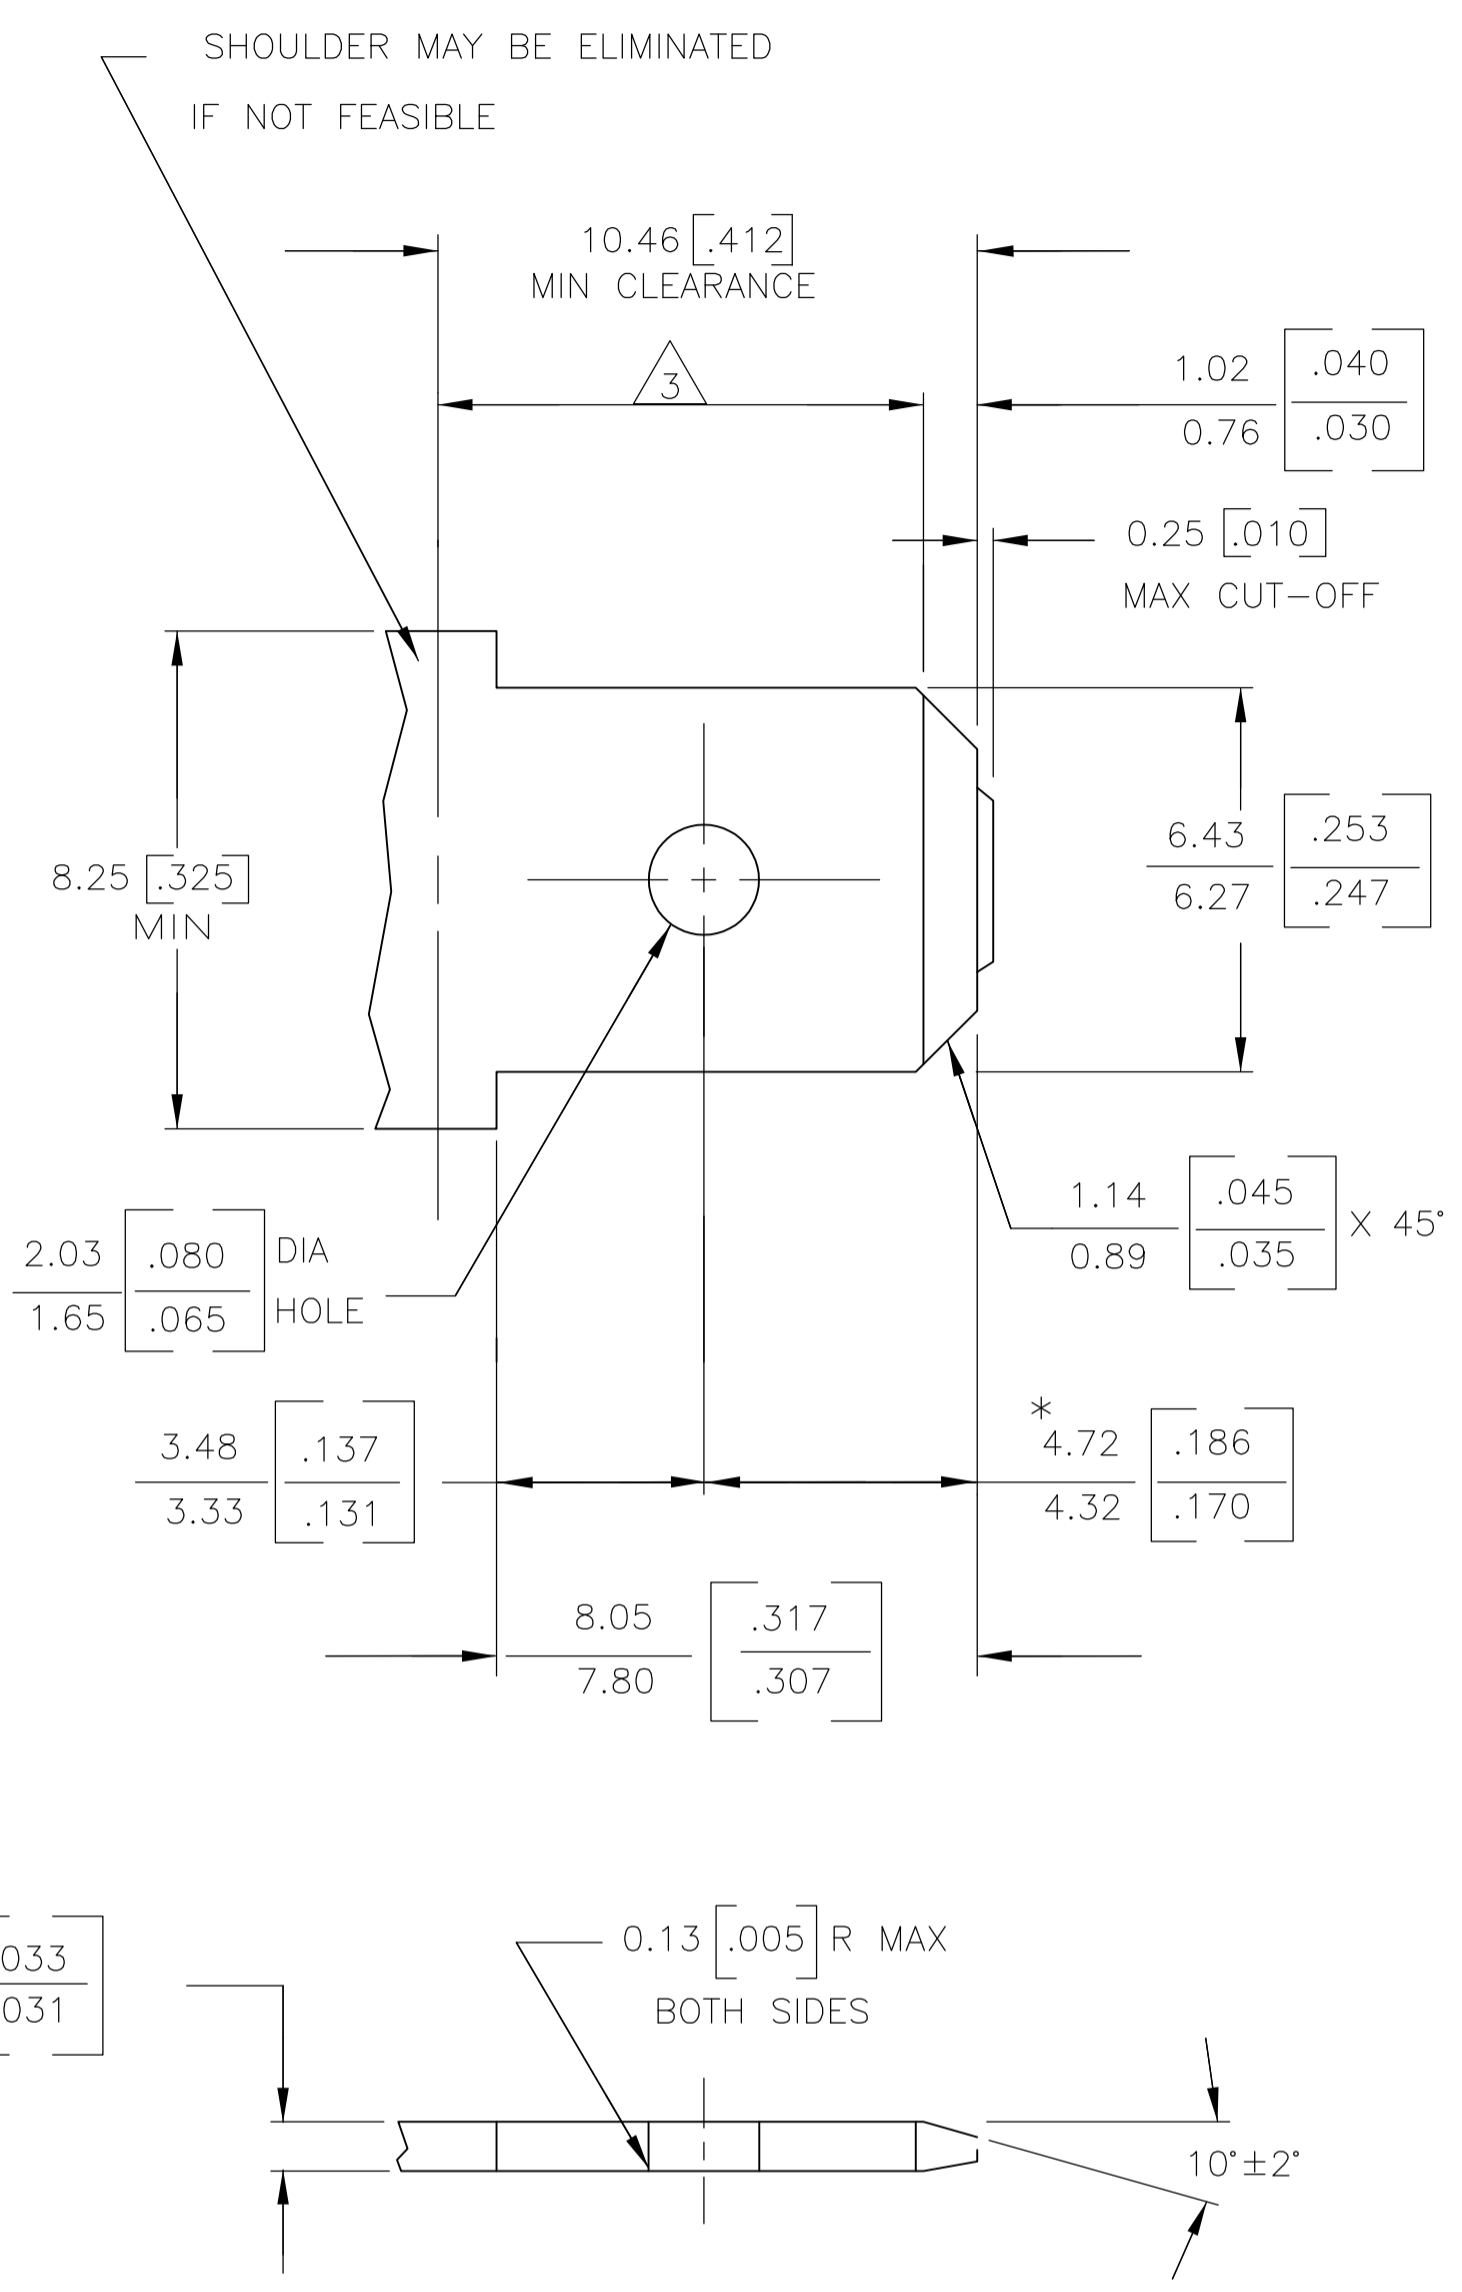 SHOULDER MAY BE ELIMINATED
IF NOT FEASIBLE
10.46 [.412]
MIN CLEARANCE
3
1.02 [.040
0.76 .030]
0.25 [.010]
MAX CUT-OFF
6.43 [.253
6.27 .247]
8.25 [.325]
MIN
1.14 [.045
0.89 .035] X 45°
2.03 [.080 DIA
1.65 .065] HOLE
*
3.48 [.137
3.33 .131]
4.72 [.186
4.32 .170]
8.05 [.317
7.80 .307]
033
031
0.13 [.005] R MAX
BOTH SIDES
10°±2°